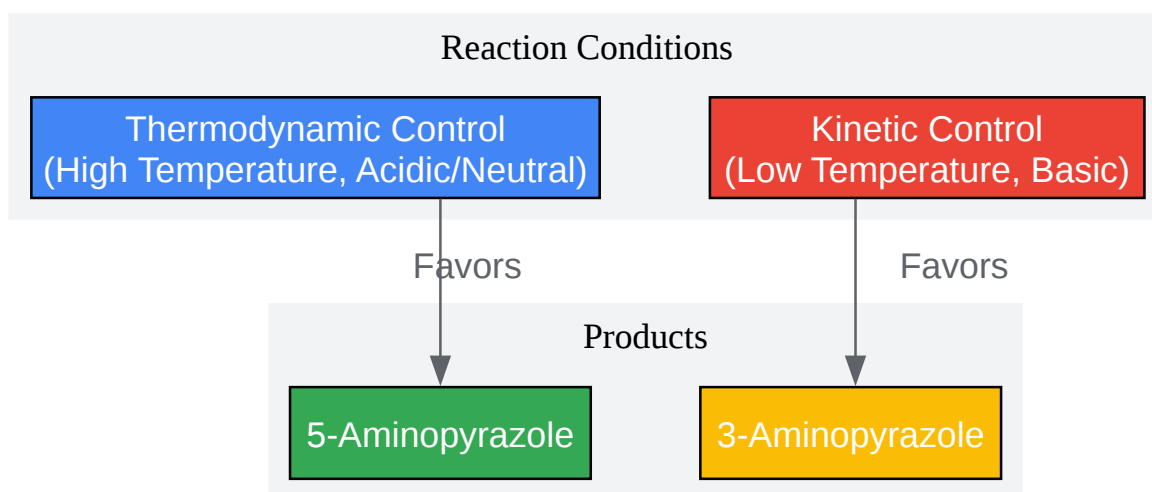 Reaction Conditions
Thermodynamic Control
(High Temperature, Acidic/Neutral)
Kinetic Control
(Low Temperature, Basic)
Favors
Favors
Products
5-Aminopyrazole
3-Aminopyrazole